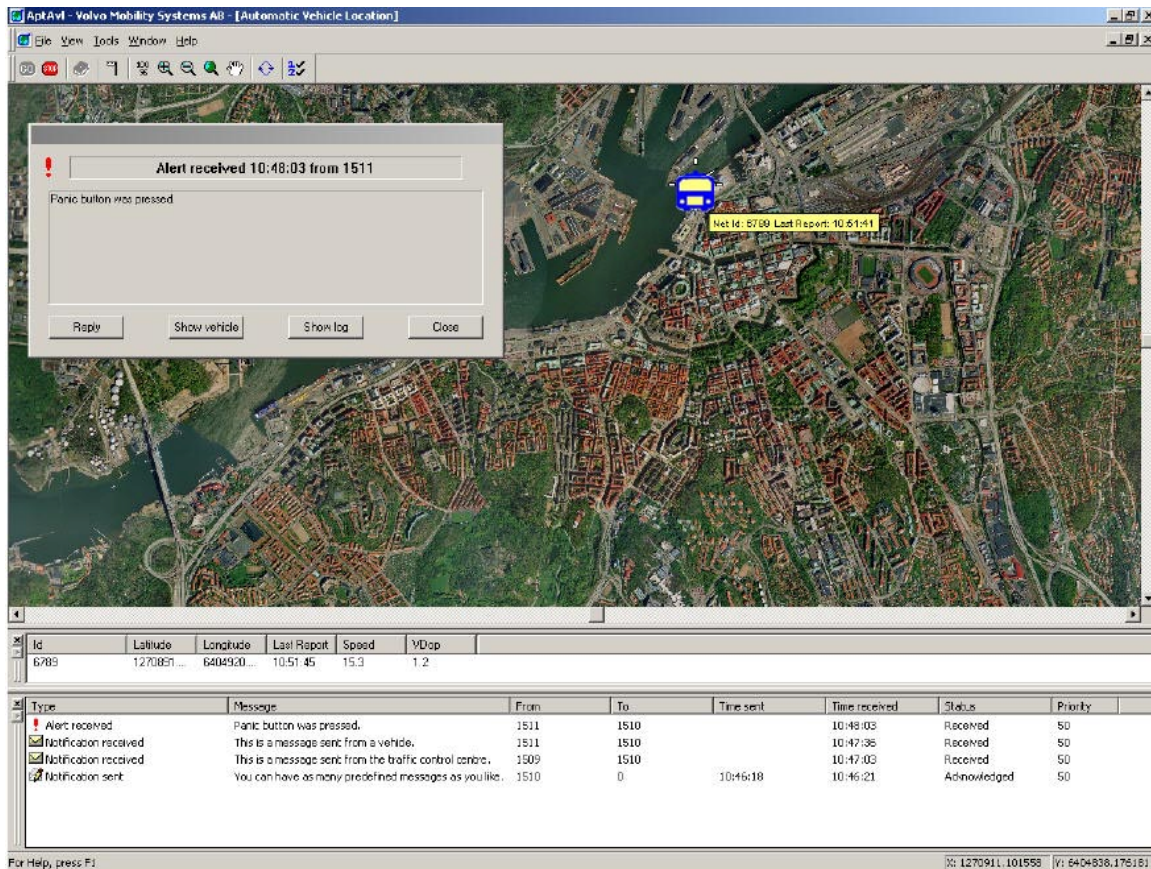 AptAvl - Volvo Mobility Systems AB - [Automatic Vehicle Location]
File View Tools Window Help
GO STOP 100 %
Alert received 10:48:03 from 1511
Panic button was pressed.
Reply Show vehicle Show log Close
Net Id: 6789 Last Report: 10:51:41
Id Latitude Longitude Last Report Speed VDop
6789 1270891... 6404920... 10:51:45 15.3 1.2
Type Message From To Time sent Time received Status Priority
Alert received Panic button was pressed. 1511 1510 10:48:03 Received 50
Notification received This is a message sent from a vehicle. 1511 1510 10:47:36 Received 50
Notification received This is a message sent from the traffic control centre. 1509 1510 10:47:03 Received 50
Notification sent You can have as many predefined messages as you like. 1510 0 10:46:18 10:46:21 Acknowledged 50
For Help, press F1
X: 1270911.101558 Y: 6404838.176181